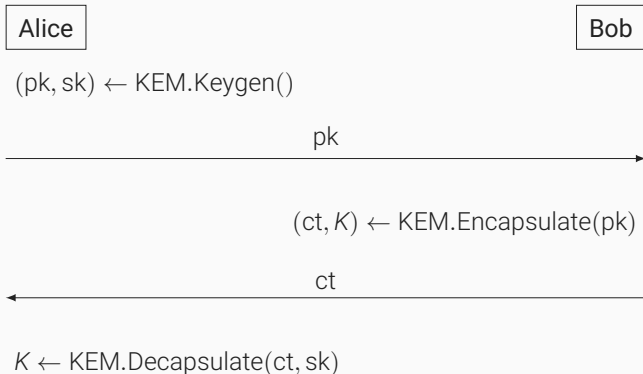 Alice
Bob
(pk, sk) ← KEM.Keygen()
pk
(ct, K) ← KEM.Encapsulate(pk)
ct
K ← KEM.Decapsulate(ct, sk)